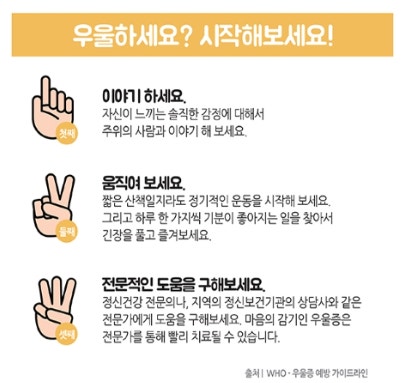 우울하세요? 시작해보세요!
첫째
이야기 하세요.
자신이 느끼는 솔직한 감정에 대해서
주위의 사람과 이야기 해 보세요.
둘째
움직여 보세요.
짧은 산책일지라도 정기적인 운동을 시작해 보세요.
그리고 하루 한 가지씩 기분이 좋아지는 일을 찾아서
긴장을 풀고 즐겨보세요.
셋째
전문적인 도움을 구해보세요.
정신건강 전문의나, 지역의 정신보건기관의 상담사와 같은
전문가에게 도움을 구해보세요. 마음의 감기인 우울증은
전문가를 통해 빨리 치료될 수 있습니다.
출처 | WHO · 우울증 예방 가이드라인